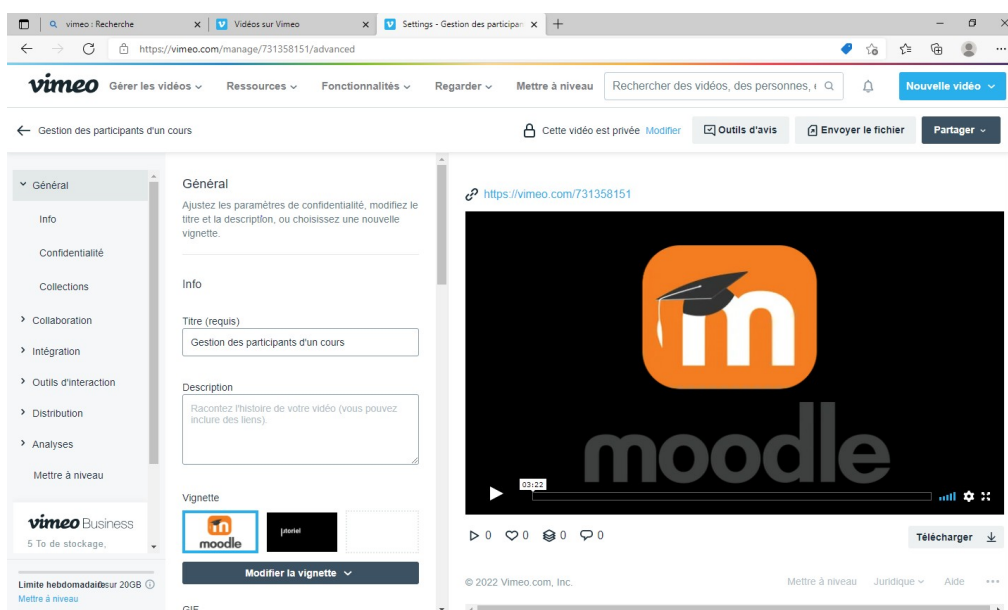 vimeo : Recherche
Vidéos sur Vimeo
Settings - Gestion des participan
https://vimeo.com/manage/731358151/advanced
vimeo Gérer les vidéos Ressources Fonctionnalités Regarder Mettre à niveau Rechercher des vidéos, des personnes, Nouvelle vidéo
Gestion des participants d'un cours Cette vidéo est privée Modifier Outils d'avis Envoyer le fichier Partager
Général
Info
Confidentialité
Collections
Collaboration
Intégration
Outils d'interaction
Distribution
Analyses
Mettre à niveau
vimeo Business
5 To de stockage,
Limite hebdomadaire sur 20GB
Mettre à niveau
Général
Ajustez les paramètres de confidentialité, modifiez le
titre et la description, ou choisissez une nouvelle
vignette.
Info
Titre (requis)
Gestion des participants d'un cours
Description
Racontez l'histoire de votre vidéo (vous pouvez
inclure des liens).
Vignette
m
moodle
utoriel
Modifier la vignette
GIF
https://vimeo.com/731358151
m
moodle
03:22
0 0 0 0
Télécharger
© 2022 Vimeo.com, Inc. Mettre à niveau Juridique Aide